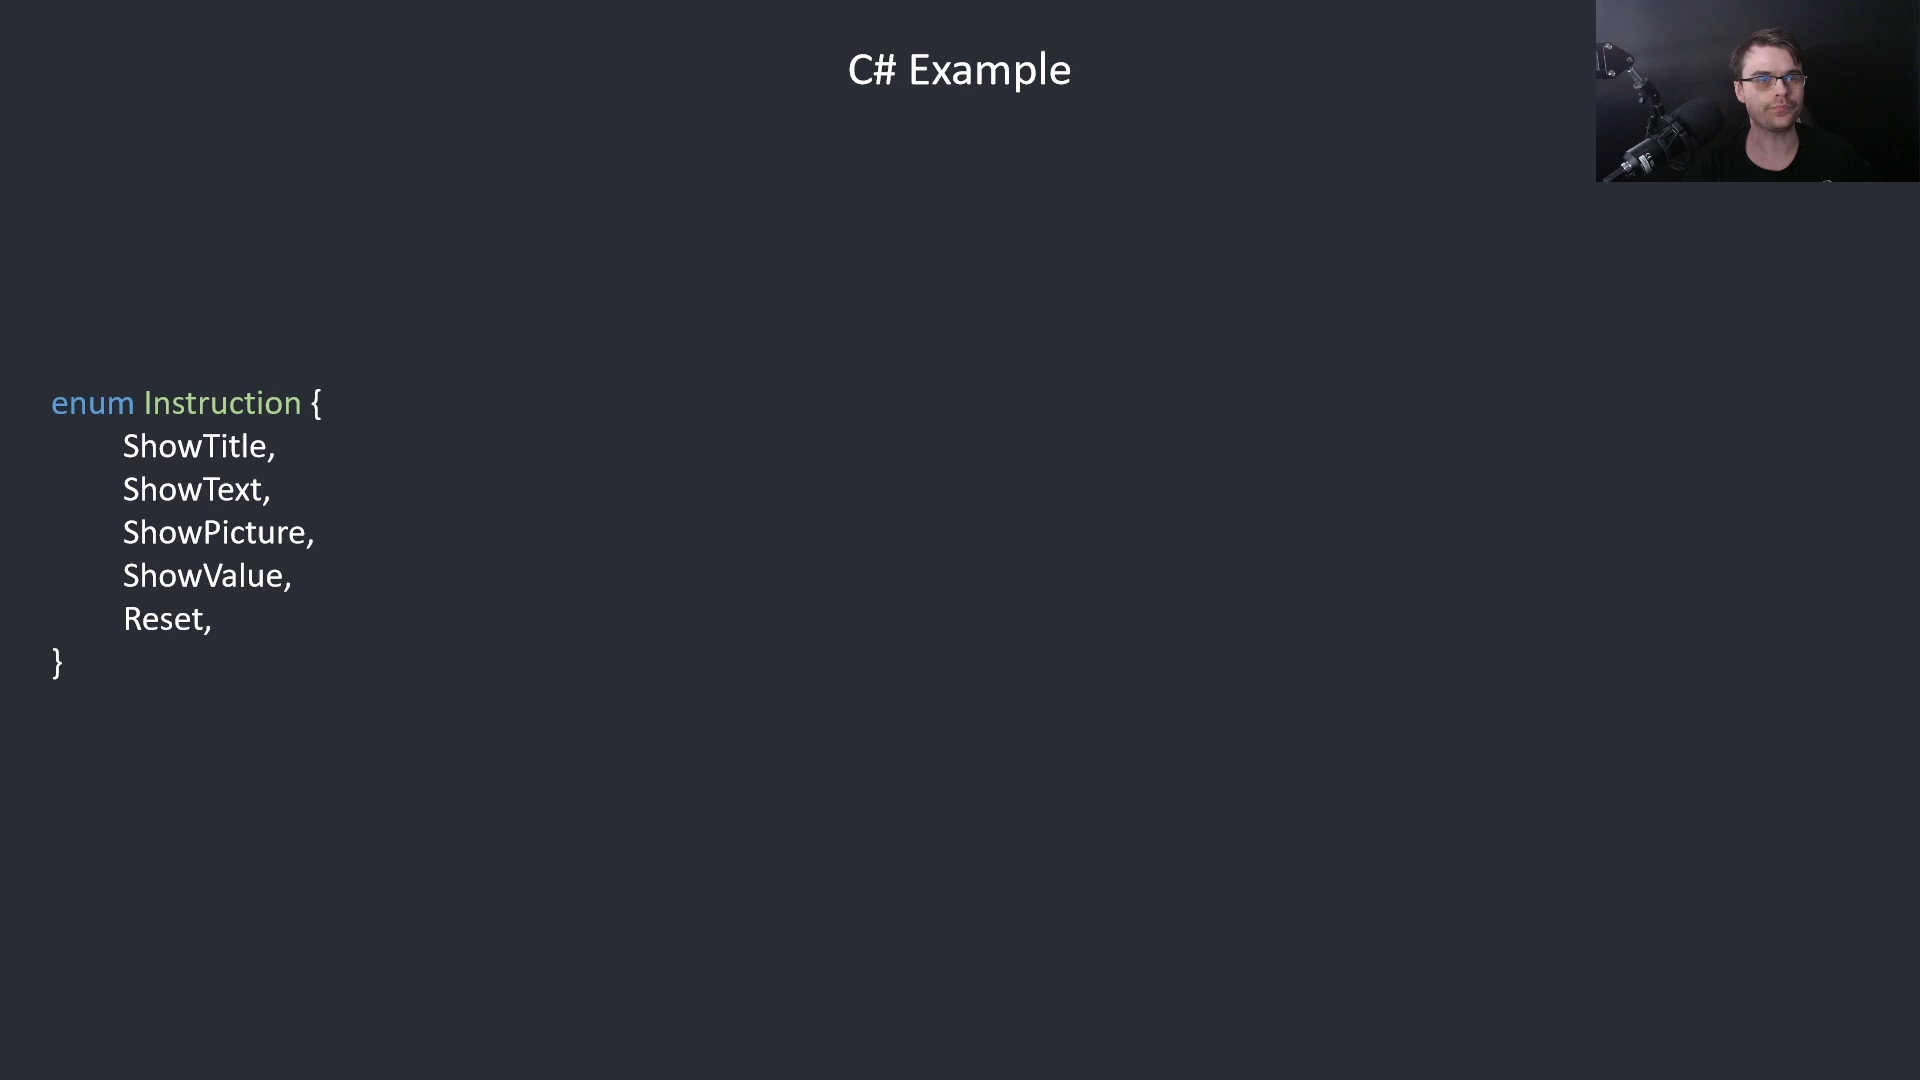 C# Example
enum Instruction {
ShowTitle,
ShowText,
ShowPicture,
ShowValue,
Reset,
}